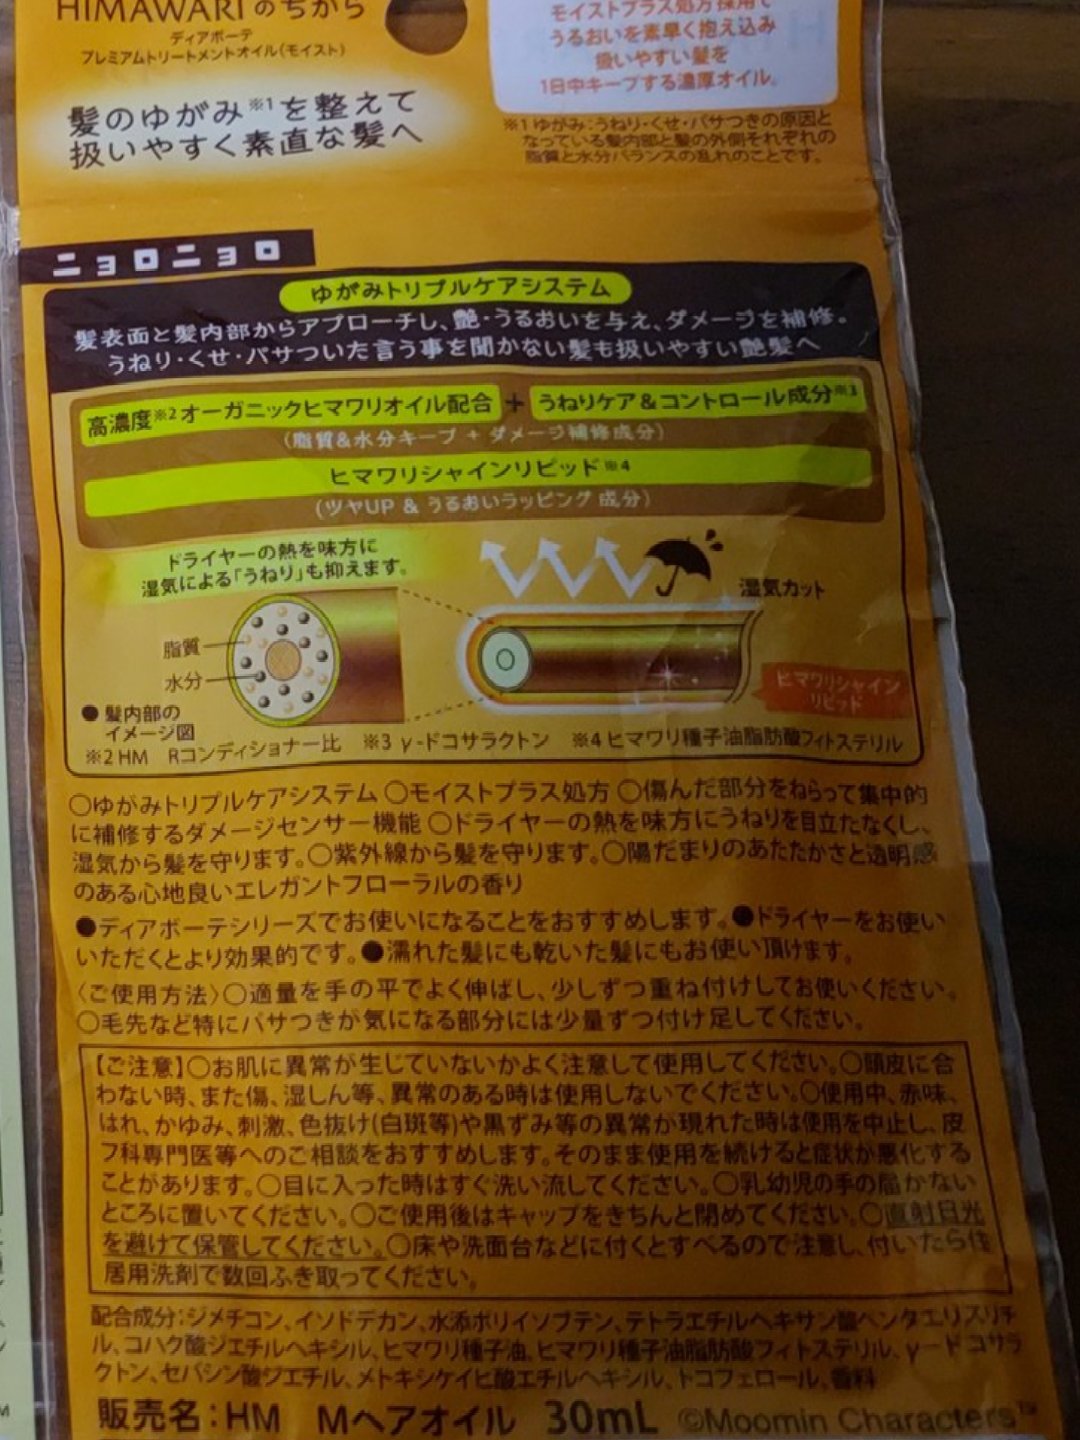 HIMAWARIのちから
ディアボーテ
プレミアムトリートメントオイル(モイスト)
髪のゆがみ※1を整えて
扱いやすく素直な髪へ
モイストプラス処方採用で
うるおいを素早く抱え込み
扱いやすい髪を
1日中キープする濃厚オイル。
※1 ゆがみ:うねり・くせ・パサつきの原因と
なっている髪内部と髪の外側それぞれの
脂質と水分バランスの乱れのことです。
ニョロニョロ
ゆがみトリプルケアシステム
髪表面と髪内部からアプローチし、艶・うるおいを与え、ダメージを補修。
うねり・くせ・パサついた言う事を聞かない髪も扱いやすい艶髪へ
高濃度※2オーガニックヒマワリオイル配合 + うねりケア&コントロール成分※3
(脂質&水分キープ + ダメージ補修成分)
ヒマワリシャインリピッド※4
(ツヤUP & うるおいラッピング成分)
ドライヤーの熱を味方に
湿気による「うねり」も抑えます。
湿気カット
脂質
水分
ヒマワリシャイン
リピッド
●髪内部の
イメージ図
※2 HM Rコンディショナー比 ※3 γ-ドコサラクトン ※4 ヒマワリ種子油脂肪酸フィトステリル
○ゆがみトリプルケアシステム ○モイストプラス処方 ○傷んだ部分をねらって集中的
に補修するダメージセンサー機能 ○ドライヤーの熱を味方にうねりを目立たなくし、
湿気から髪を守ります。○紫外線から髪を守ります。○陽だまりのあたたかさと透明感
のある心地良いエレガントフローラルの香り
●ディアボーテシリーズでお使いになることをおすすめします。●ドライヤーをお使い
いただくとより効果的です。●濡れた髪にも乾いた髪にもお使い頂けます。
〈ご使用方法〉○適量を手の平でよく伸ばし、少しずつ重ね付けしてお使いください。
○毛先など特にパサつきが気になる部分には少量ずつ付け足してください。
【ご注意】○お肌に異常が生じていないかよく注意して使用してください。○頭皮に合
わない時、また傷、湿しん等、異常のある時は使用しないでください。○使用中、赤味、
はれ、かゆみ、刺激、色抜け(白斑等)や黒ずみ等の異常が現れた時は使用を中止し、皮
フ科専門医等へのご相談をおすすめします。そのまま使用を続けると症状が悪化する
ことがあります。○目に入った時はすぐ洗い流してください。○乳幼児の手の届かない
ところに置いてください。○ご使用後はキャップをきちんと閉めてください。○直射日光
を避けて保管してください。○床や洗面台などに付くとすべるので注意し、付いたら住
居用洗剤で数回ふき取ってください。
配合成分:ジメチコン、イソドデカン、水添ポリイソブテン、テトラエチルヘキサン酸ペンタエリスリチ
ル、コハク酸ジエチルヘキシル、ヒマワリ種子油、ヒマワリ種子油脂肪酸フィトステリル、γードコサラ
クトン、セバシン酸ジエチル、メトキシケイヒ酸エチルヘキシル、トコフェロール、香料
販売名:HM Mヘアオイル 30mL ©Moomin Characters™